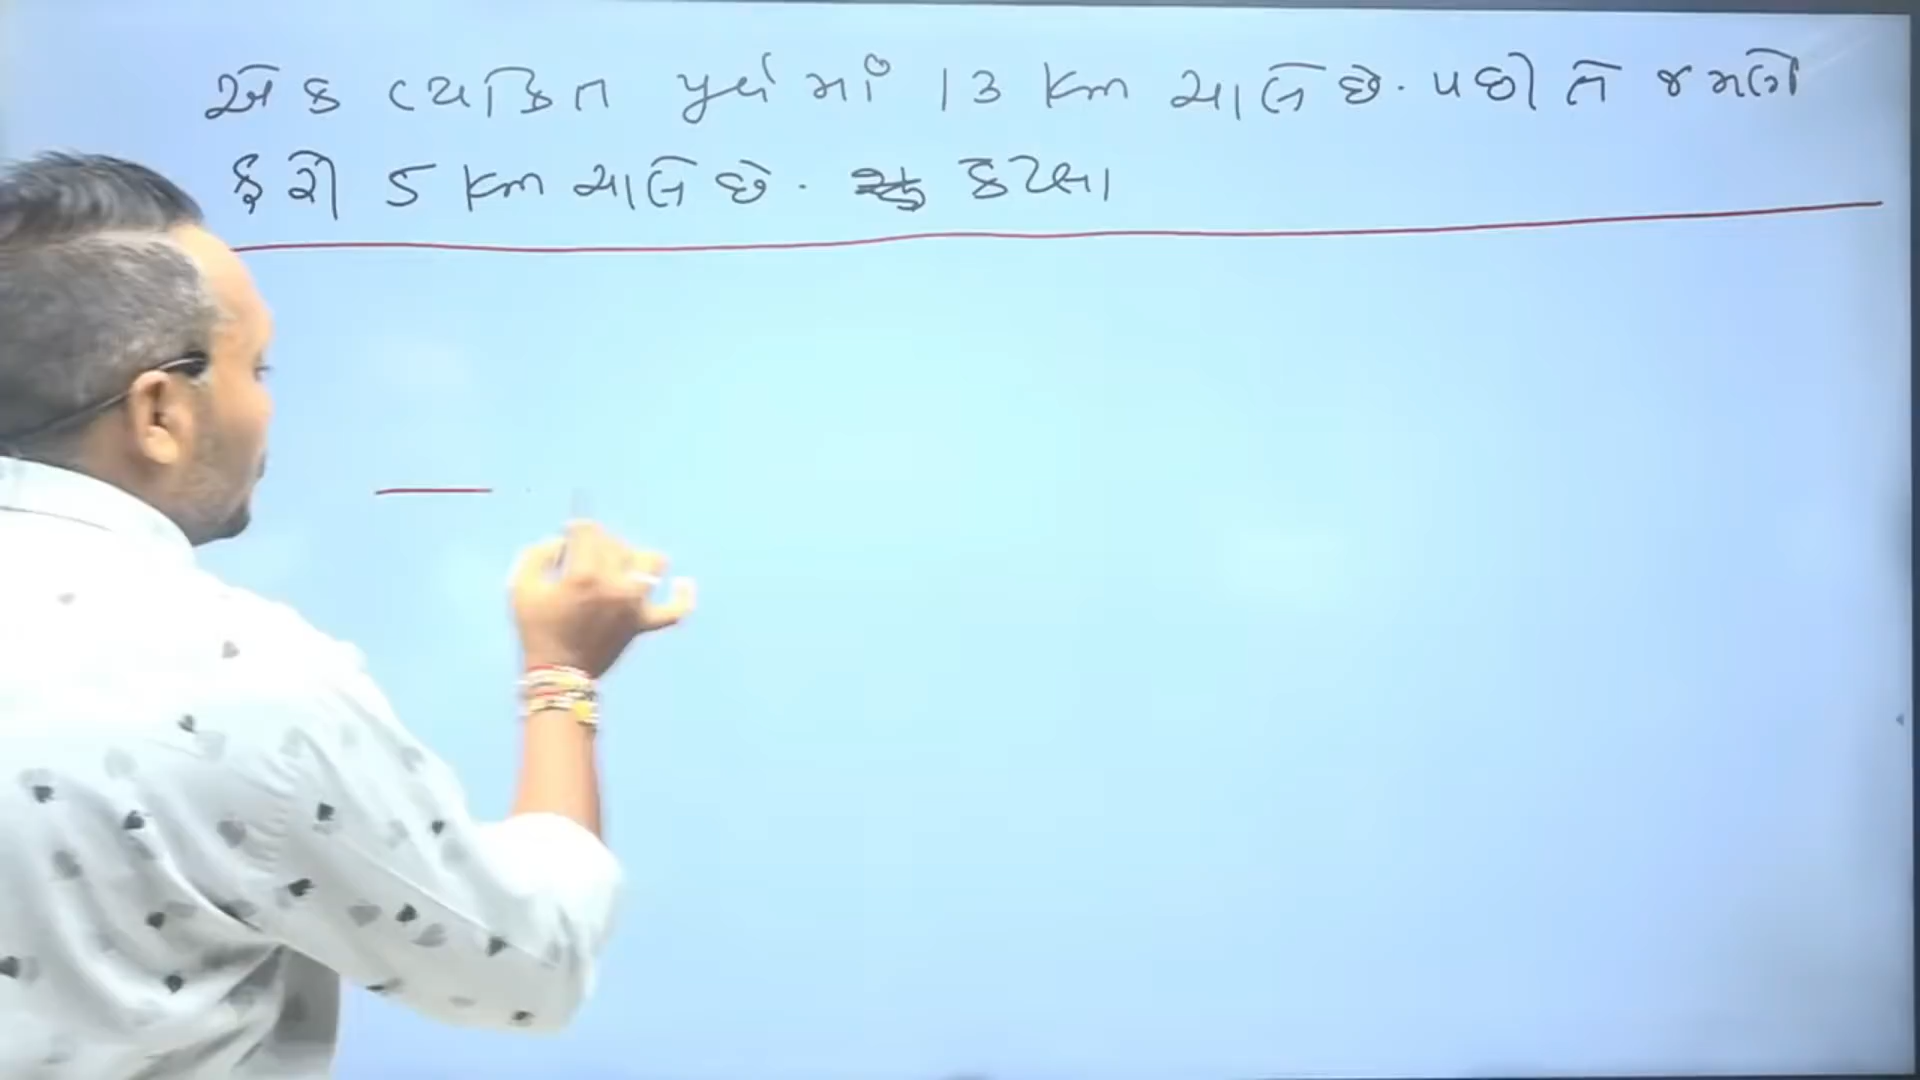 એક વ્યકિત પુર્વમાં 13 Km ચાલે છે. પછી તે જમણી
ફરી 5 Km ચાલે છે. કેટલા